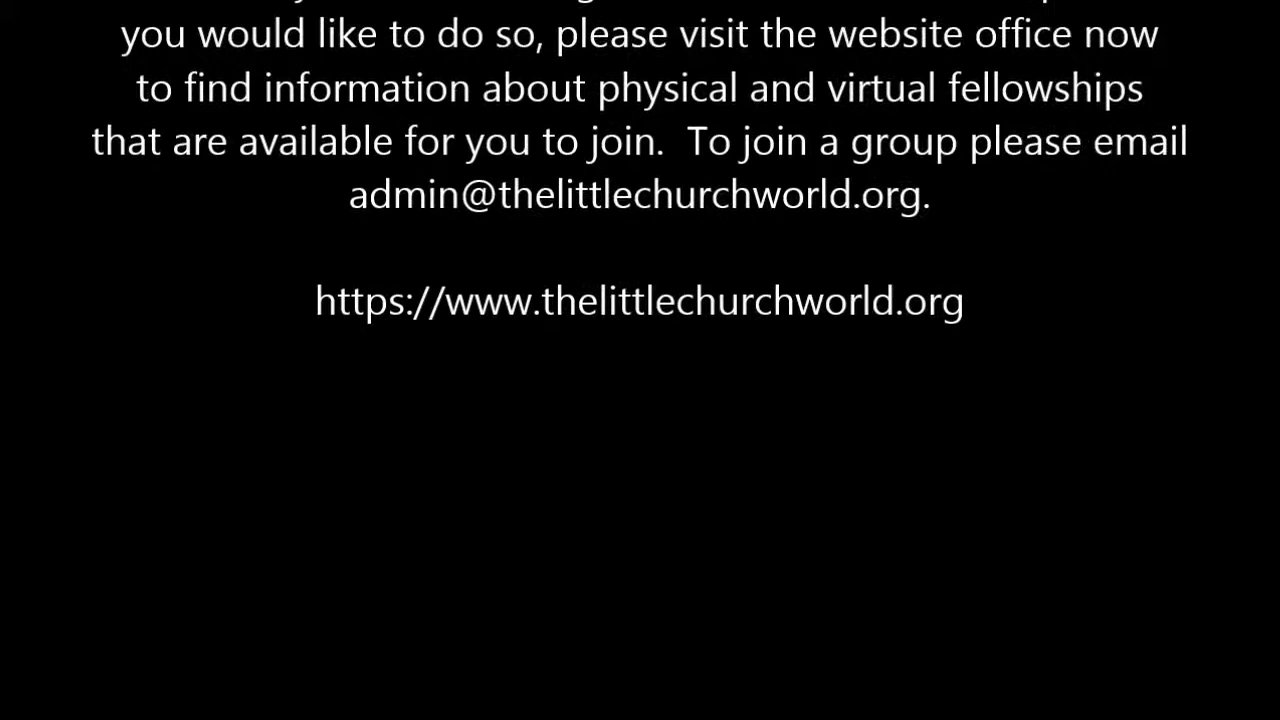 you would like to do so, please visit the website office now
to find information about physical and virtual fellowships
that are available for you to join.  To join a group please email
admin@thelittlechurchworld.org.
https://www.thelittlechurchworld.org